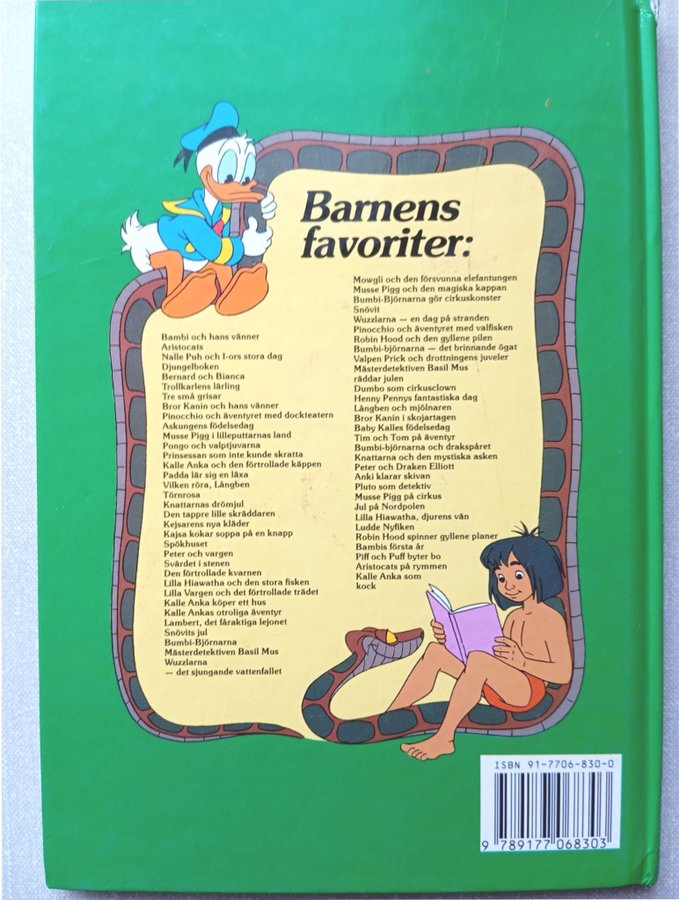 Barnens
favoriter:
Bambi och hans vänner
Aristocats
Nalle Puh och I-ors stora dag
Djungelboken
Bernard och Bianca
Trollkarlens lärling
Tre små grisar
Bror Kanin och hans vänner
Pinocchio och äventyret med dockteatern
Askungens födelsedag
Musse Pigg i lilleputtarnas land
Pongo och valptjuvarna
Prinsessan som inte kunde skratta
Kalle Anka och den förtrollade käppen
Padda lär sig en läxa
Vilken röra, Långben
Törnrosa
Knattarnas drömjul
Den tappre lille skräddaren
Kejsarens nya kläder
Kajsa kokar soppa på en knapp
Spökhuset
Peter och vargen
Svärdet i stenen
Den förtrollade kvarnen
Lilla Hiawatha och den stora fisken
Lilla Vargen och det förtrollade trädet
Kalle Anka köper ett hus
Kalle Ankas otroliga äventyr
Lambert, det fåraktiga lejonet
Snövits jul
Bumbi-Björnarna
Mästerdetektiven Basil Mus
Wuzzlarna
— det sjungande vattenfallet
Mowgli och den försvunna elefantungen
Musse Pigg och den magiska kappan
Bumbi-Björnarna gör cirkuskonster
Snövit
Wuzzlarna — en dag på stranden
Pinocchio och äventyret med valfisken
Robin Hood och den gyllene pilen
Bumbi-björnarna — det brinnande ögat
Valpen Prick och drottningens juveler
Mästerdetektiven Basil Mus
räddar julen
Dumbo som cirkusclown
Henny Pennys fantastiska dag
Långben och mjölnaren
Bror Kanin i skojartagen
Baby Kalles födelsedag
Tim och Tom på äventyr
Bumbi-björnarna och drakspåret
Knattarna och den mystiska asken
Peter och Draken Elliott
Anki klarar skivan
Pluto som detektiv
Musse Pigg på cirkus
Jul på Nordpolen
Lilla Hiawatha, djurens vän
Ludde Nyfiken
Robin Hood spinner gyllene planer
Bambis första år
Piff och Puff byter bo
Aristocats på rymmen
Kalle Anka som
kock
ISBN 91-7706-830-0
9 789177 068303